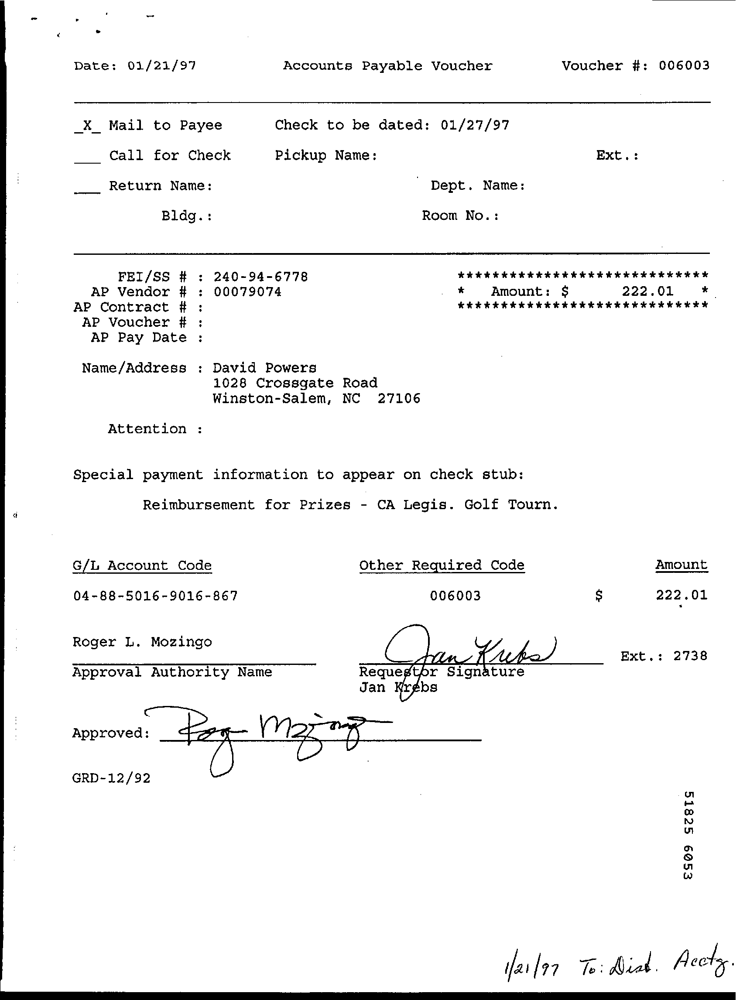 Date: 01/21/97 Accounts Payable Voucher Voucher #: 006003
_X_ Mail to Payee Check to be dated: 01/27/97
___ Call for Check Pickup Name: Ext.:
___ Return Name: Dept. Name:
Bldg.: Room No.:
FEI/SS # : 240-94-6778 *****************************
AP Vendor # : 00079074 * Amount: $ 222.01 *
AP Contract # : *****************************
AP Voucher # :
AP Pay Date :
Name/Address : David Powers
1028 Crossgate Road
Winston-Salem, NC 27106
Attention :
Special payment information to appear on check stub:
Reimbursement for Prizes - CA Legis. Golf Tourn.
G/L Account Code Other Required Code Amount
04-88-5016-9016-867 006003 $ 222.01
Roger L. Mozingo Jan Krebs Ext.: 2738
Approval Authority Name Requestor Signature
Jan Krebs
Approved: Rog Mozingo
GRD-12/92
51825 6053
1/21/97 To: Dist. Acctg.